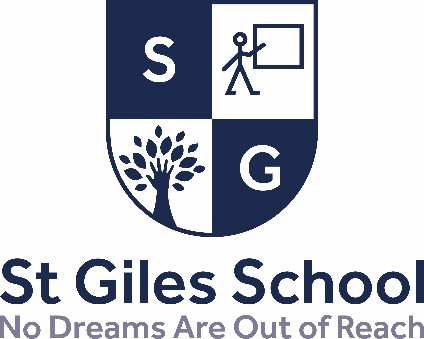 S
G
St Giles School
No Dreams Are Out of Reach